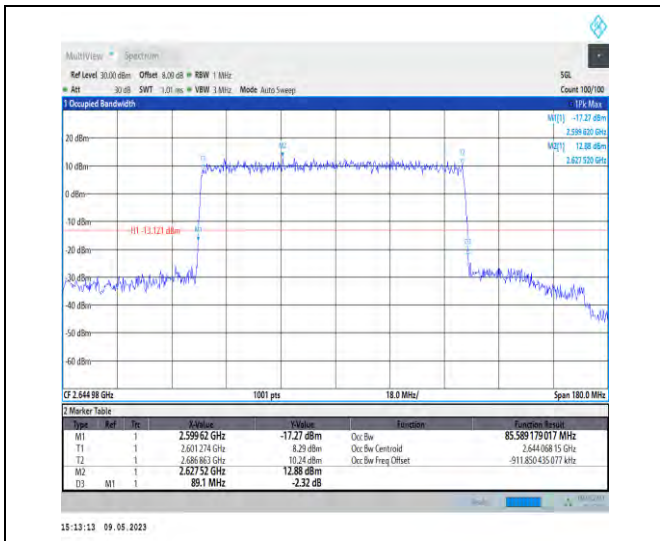 MultiView Spectrum
Ref Level 30.00 dBm Offset 8.00 dB RBW 1 MHz SGL
Att 30 dB SWT 1.01 ms VBW 3 MHz Mode Auto Sweep Count 100/100
1 Occupied Bandwidth 1Pk Max
M1[1] -17.27 dBm
2.599 620 GHz
M2[1] 12.88 dBm
2.627 520 GHz
20 dBm
M2
T1
T2
10 dBm
0 dBm
-10 dBm
H1 -13.121 dBm
M1
-20 dBm
D3
-30 dBm
-40 dBm
-50 dBm
-60 dBm
CF 2.644 98 GHz 1001 pts 18.0 MHz/ Span 180.0 MHz
2 Marker Table
Type Ref Trc X-Value Y-Value Function Function Result
M1 1 2.599 62 GHz -17.27 dBm Occ Bw 85.589 179 017 MHz
T1 1 2.601 274 GHz 8.29 dBm Occ Bw Centroid 2.644 068 15 GHz
T2 1 2.686 863 GHz 10.24 dBm Occ Bw Freq Offset -911.850 435 077 kHz
M2 1 2.627 52 GHz 12.88 dBm
D3 M1 1 89.1 MHz -2.32 dB
15:13:13 09.05.2023